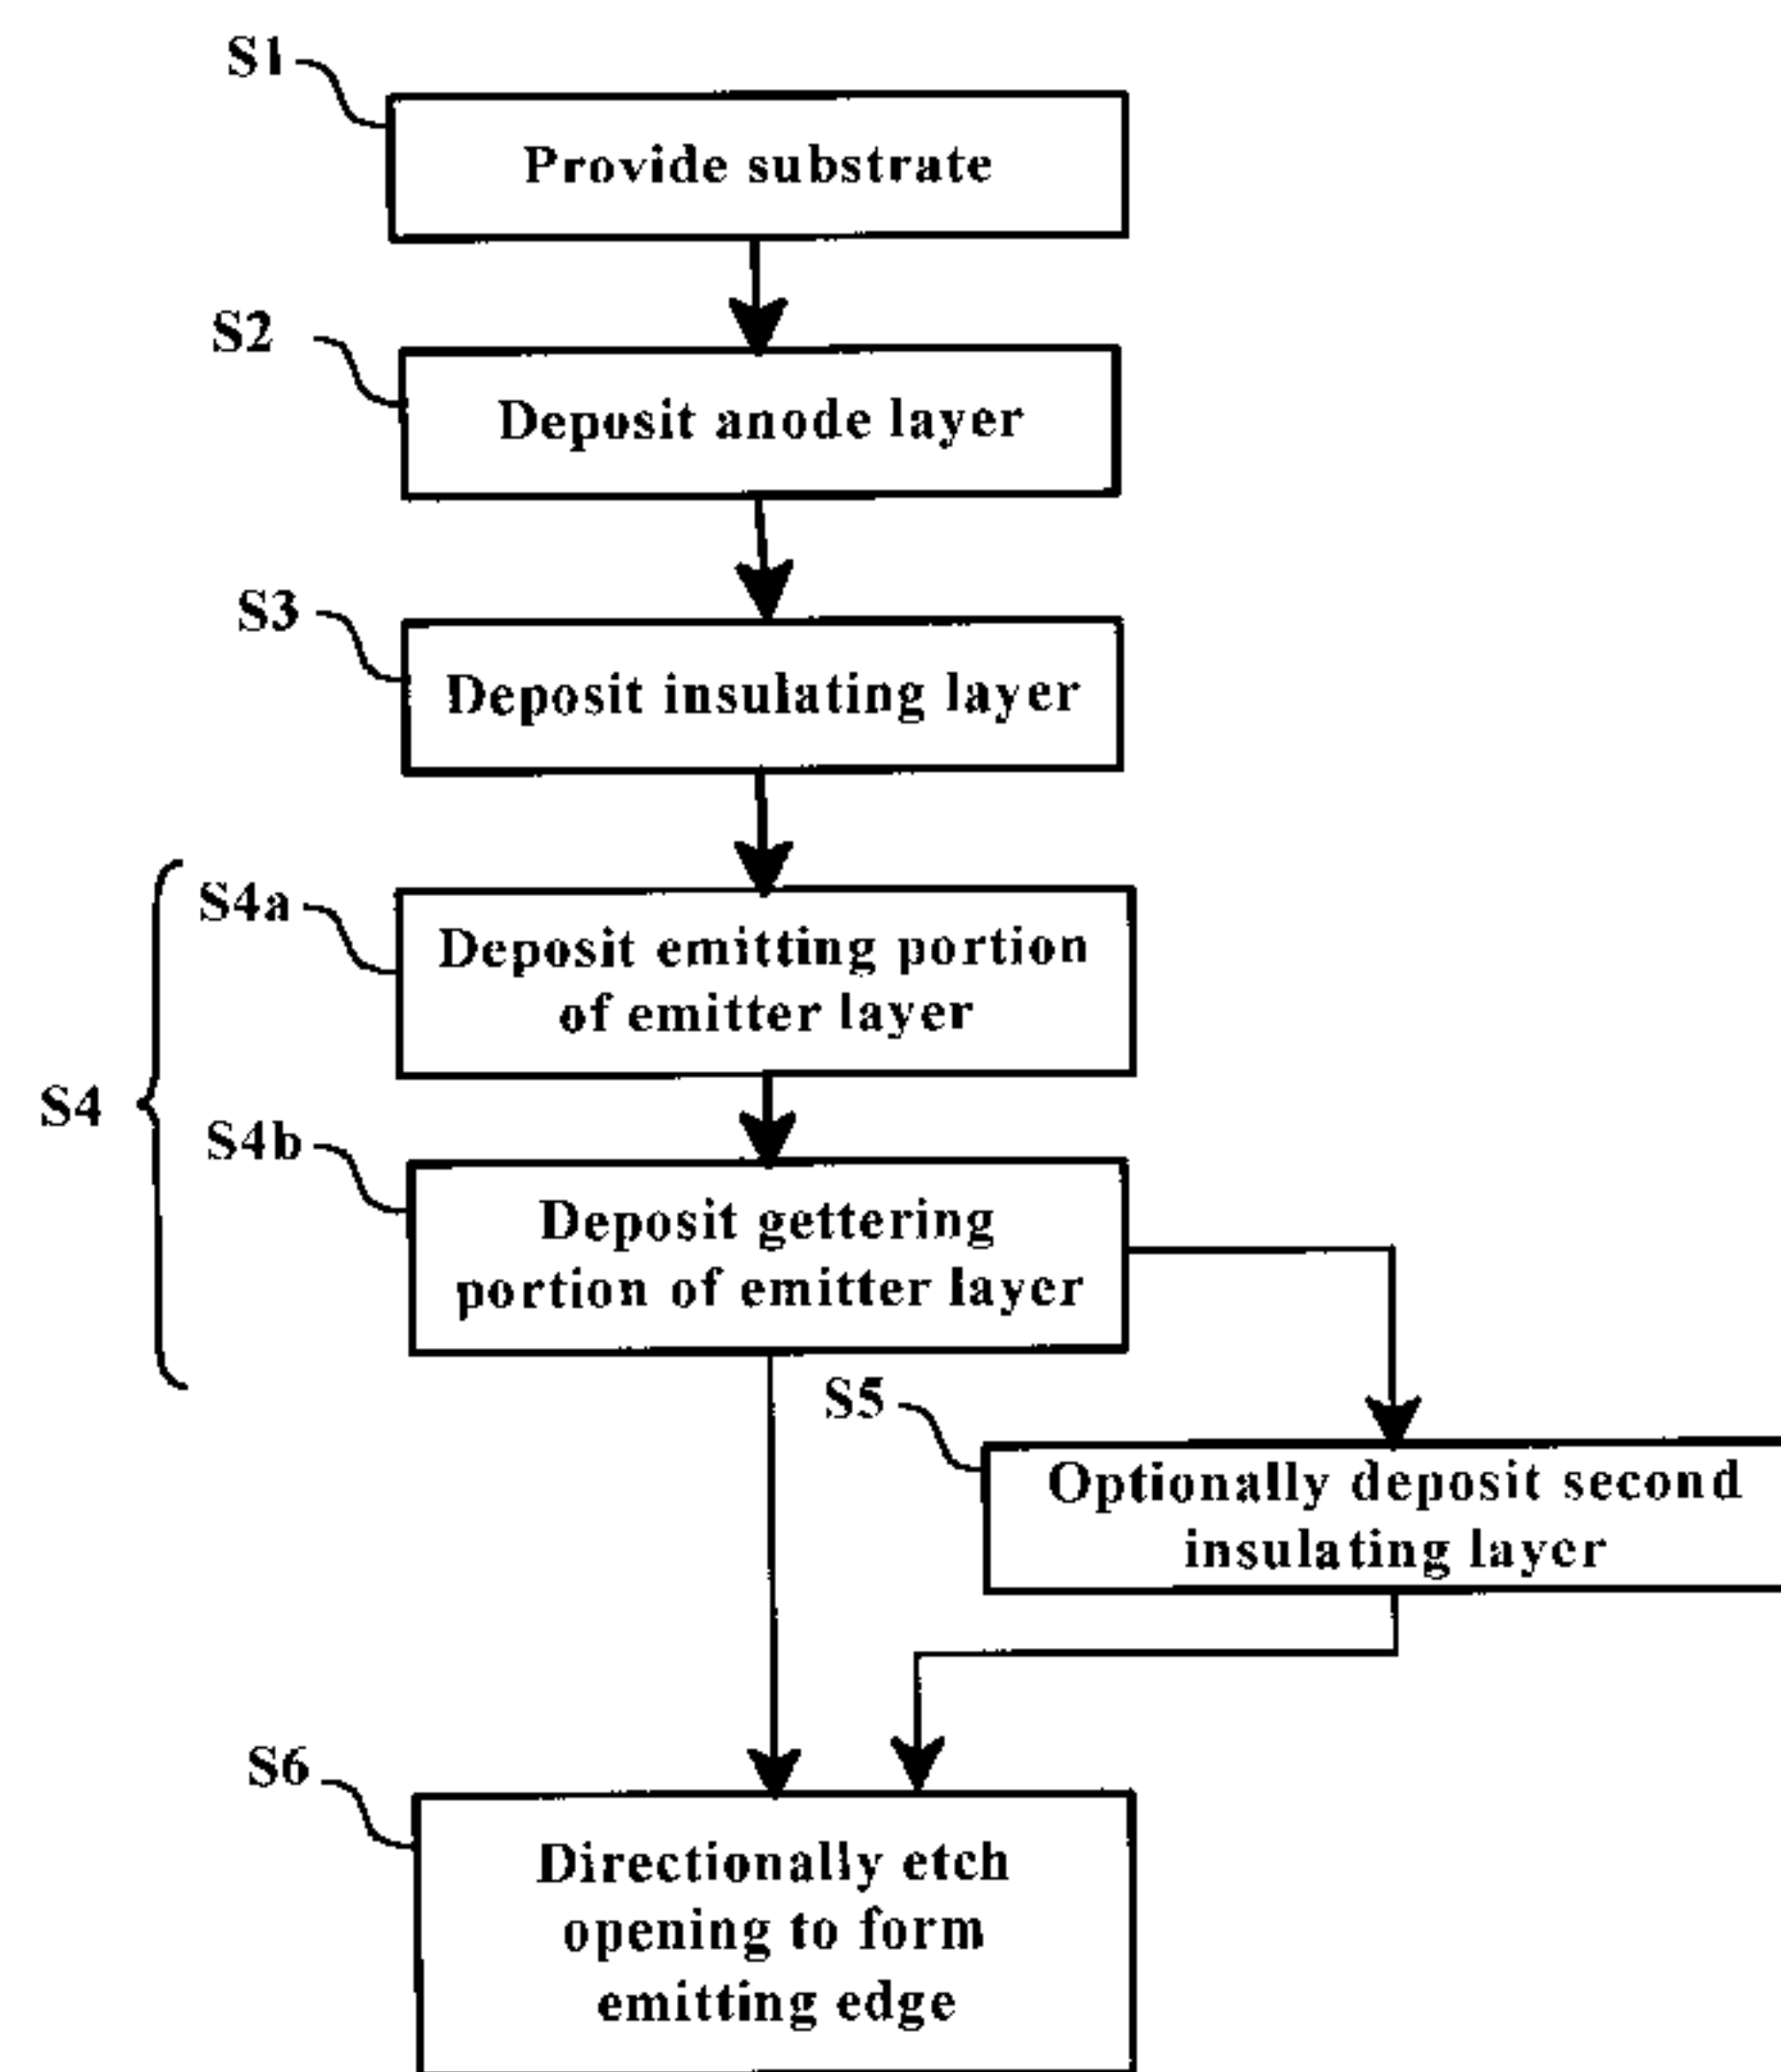 S1
Provide substrate
S2
Deposit anode layer
S3
Deposit insulating layer
S4
S4a
Deposit emitting portion
of emitter layer
S4b
Deposit gettering
portion of emitter layer
S5
Optionally deposit second
insulating layer
S6
Directionally etch
opening to form
emitting edge